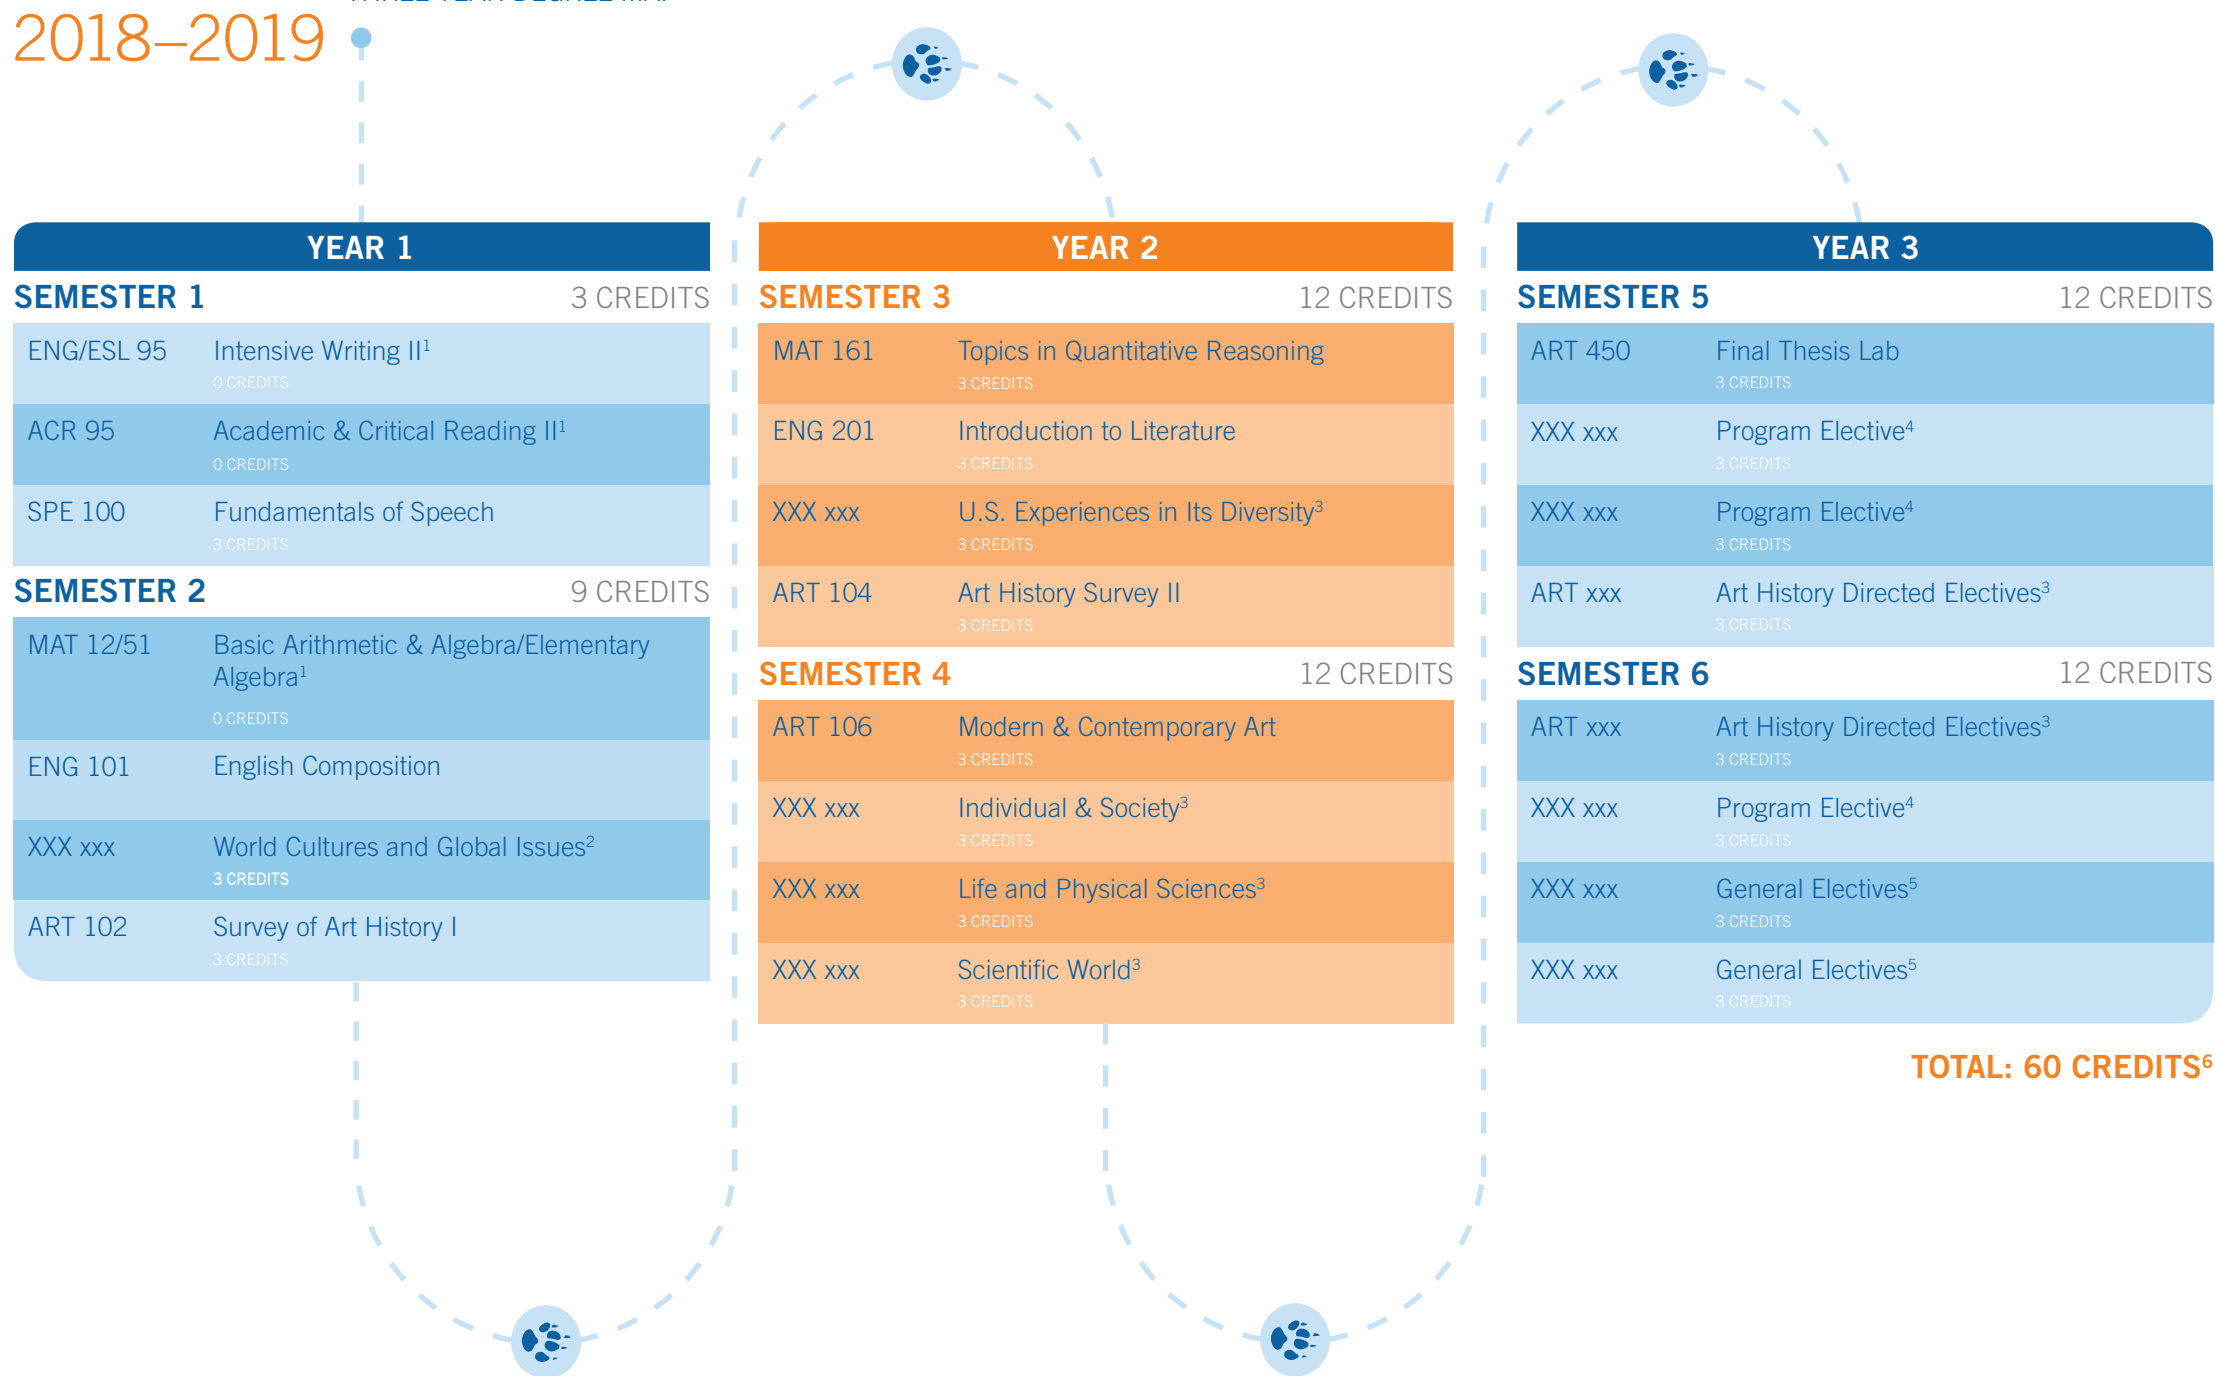 THREE-YEAR DEGREE MAP
2018–2019
YEAR 1
SEMESTER 1 3 CREDITS
ENG/ESL 95 Intensive Writing II¹
0 CREDITS
ACR 95 Academic & Critical Reading II¹
0 CREDITS
SPE 100 Fundamentals of Speech
3 CREDITS
SEMESTER 2 9 CREDITS
MAT 12/51 Basic Arithmetic & Algebra/Elementary
Algebra¹
0 CREDITS
ENG 101 English Composition
XXX xxx World Cultures and Global Issues²
3 CREDITS
ART 102 Survey of Art History I
3 CREDITS
YEAR 2
SEMESTER 3 12 CREDITS
MAT 161 Topics in Quantitative Reasoning
3 CREDITS
ENG 201 Introduction to Literature
3 CREDITS
XXX xxx U.S. Experiences in Its Diversity³
3 CREDITS
ART 104 Art History Survey II
3 CREDITS
SEMESTER 4 12 CREDITS
ART 106 Modern & Contemporary Art
3 CREDITS
XXX xxx Individual & Society³
3 CREDITS
XXX xxx Life and Physical Sciences³
3 CREDITS
XXX xxx Scientific World³
3 CREDITS
YEAR 3
SEMESTER 5 12 CREDITS
ART 450 Final Thesis Lab
3 CREDITS
XXX xxx Program Elective⁴
3 CREDITS
XXX xxx Program Elective⁴
3 CREDITS
ART xxx Art History Directed Electives³
3 CREDITS
SEMESTER 6 12 CREDITS
ART xxx Art History Directed Electives³
3 CREDITS
XXX xxx Program Elective⁴
3 CREDITS
XXX xxx General Electives⁵
3 CREDITS
XXX xxx General Electives⁵
3 CREDITS
TOTAL: 60 CREDITS⁶